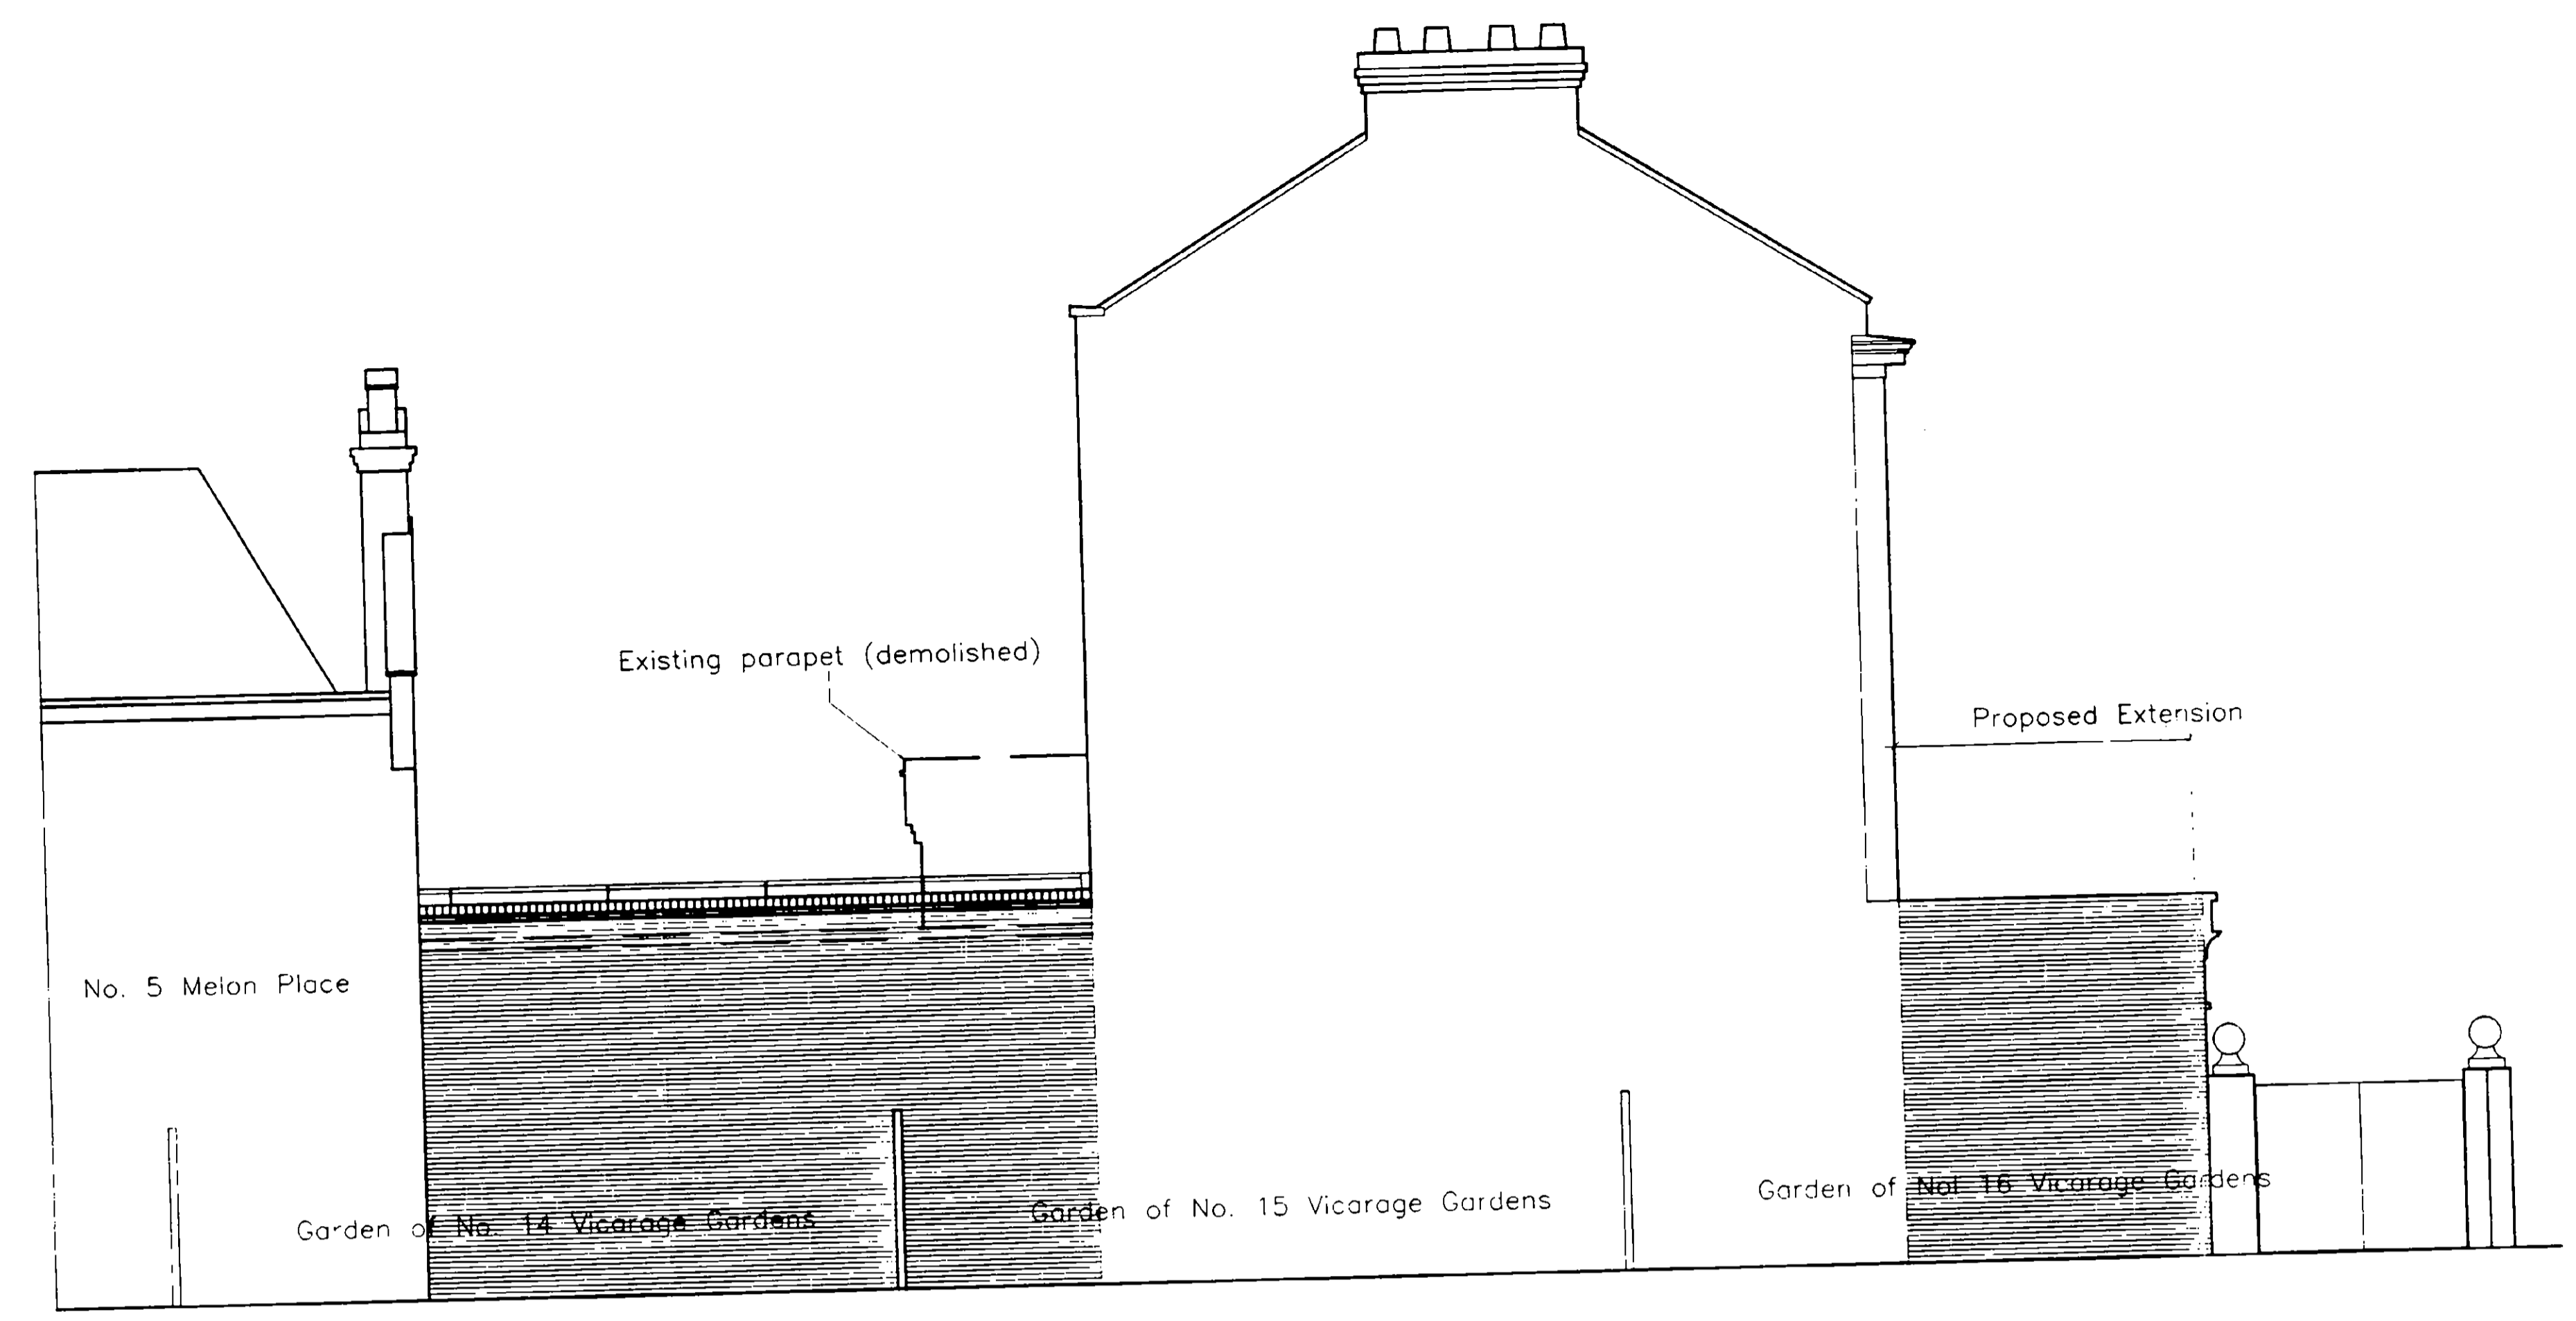 Existing parapet (demolished)
Proposed Extension
No. 5 Melon Place
Garden of No. 14 Vicarage Gardens
Garden of No. 15 Vicarage Gardens
Garden of No. 16 Vicarage Gardens